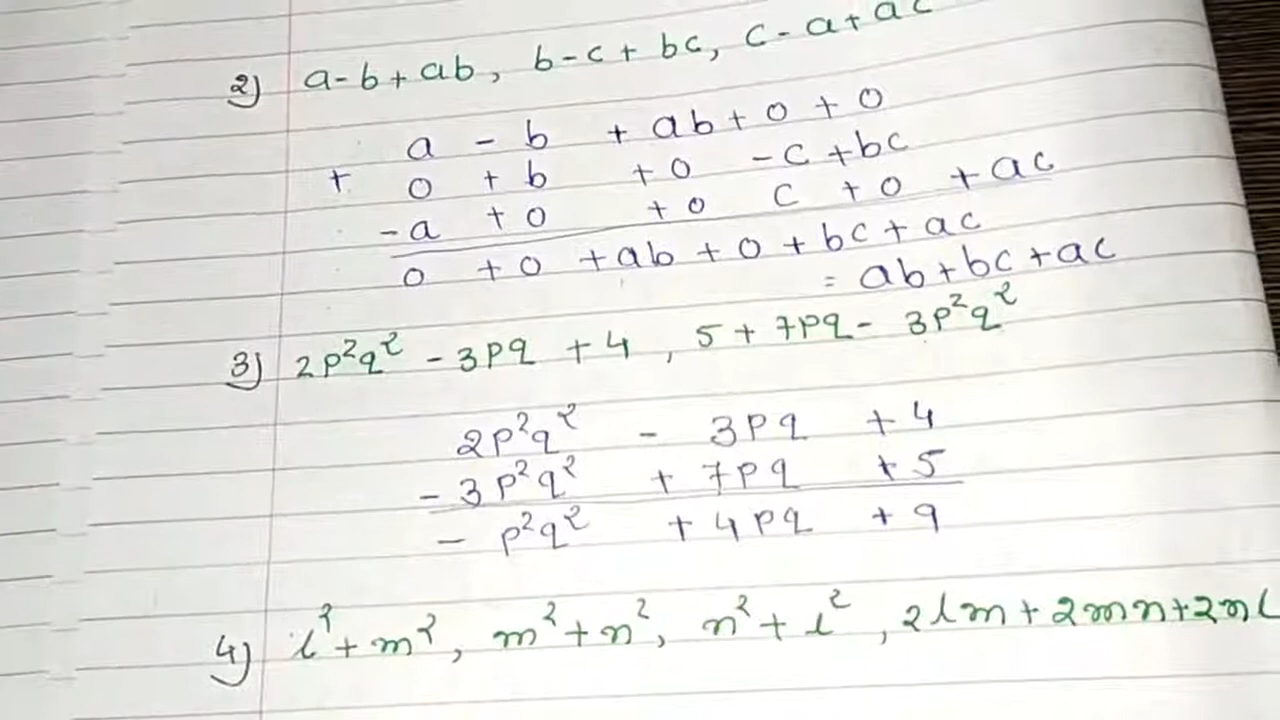 2) a-b+ab, b-c+bc, c-a+ac
a - b + ab + 0 + 0
+ 0 + b + 0 - c + bc
-a + 0 + 0 c + 0 + ac
0 + 0 + ab + 0 + bc + ac
= ab+bc+ac
3) 2p²q² - 3pq + 4, 5 + 7pq - 3p²q²
2p²q² - 3pq + 4
- 3p²q² + 7pq + 5
- p²q² + 4pq + 9
4) l²+m², m²+n², n²+l², 2lm+2mn+2nl